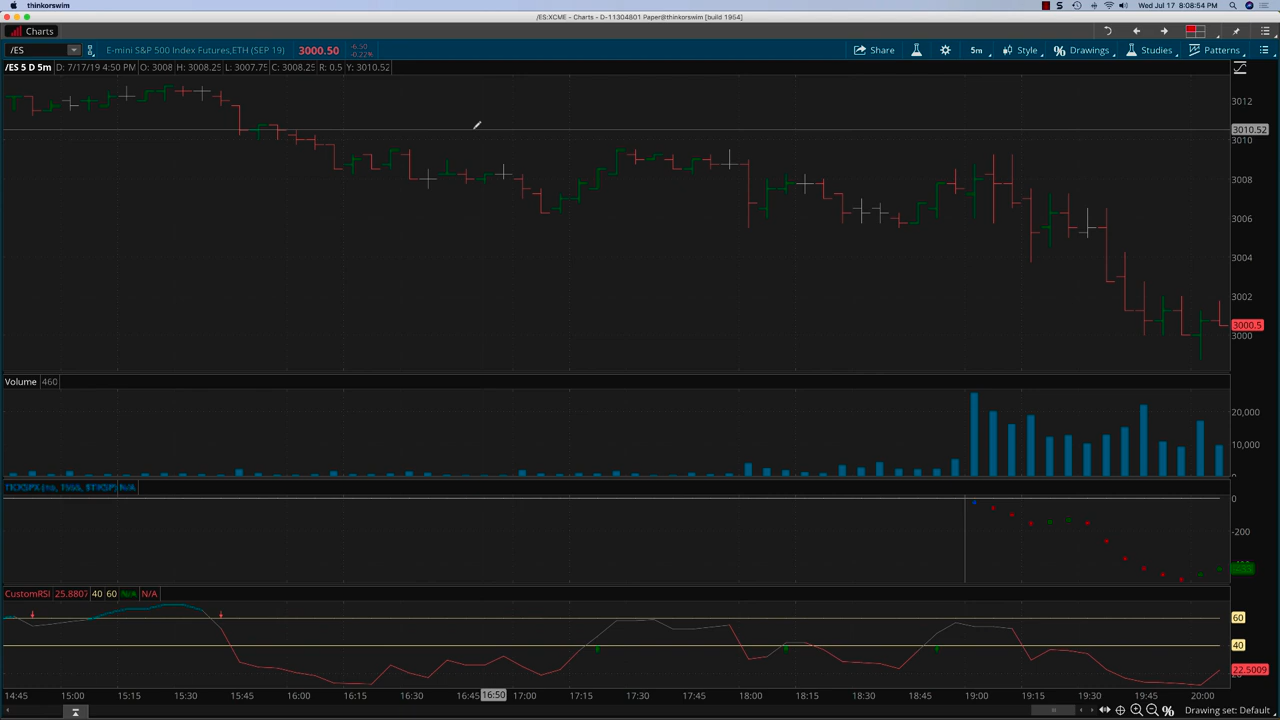 thinkorswim
Wed Jul 17 8:08:54
/ES:XCME - Charts - D-11304801 Paper@thinkorswim [build 1954]
Charts
/ES
E-mini S&P 500 Index Futures,ETH (SEP 19)
3000.50
-6.50
-0.22%
Share
5m
Style
Drawings
Studies
Patterns
/ES 5 D 5m
D: 7/17/19 4:50 PM
O: 3008
H: 3008.25
L: 3007.75
C: 3008.25
R: 0.5
Y: 3010.52
3012
3010.52
3010
3008
3006
3004
3002
3000.5
3000
Volume
460
20,000
10,000
0
N/A
0
-200
CustomRSI
25.8807
40
60
N/A
N/A
60
40
22.5009
14:45
15:00
15:15
15:30
15:45
16:00
16:15
16:30
16:45
16:50
17:00
17:15
17:30
17:45
18:00
18:15
18:30
18:45
19:00
19:15
19:30
19:45
20:00
Drawing set: Default